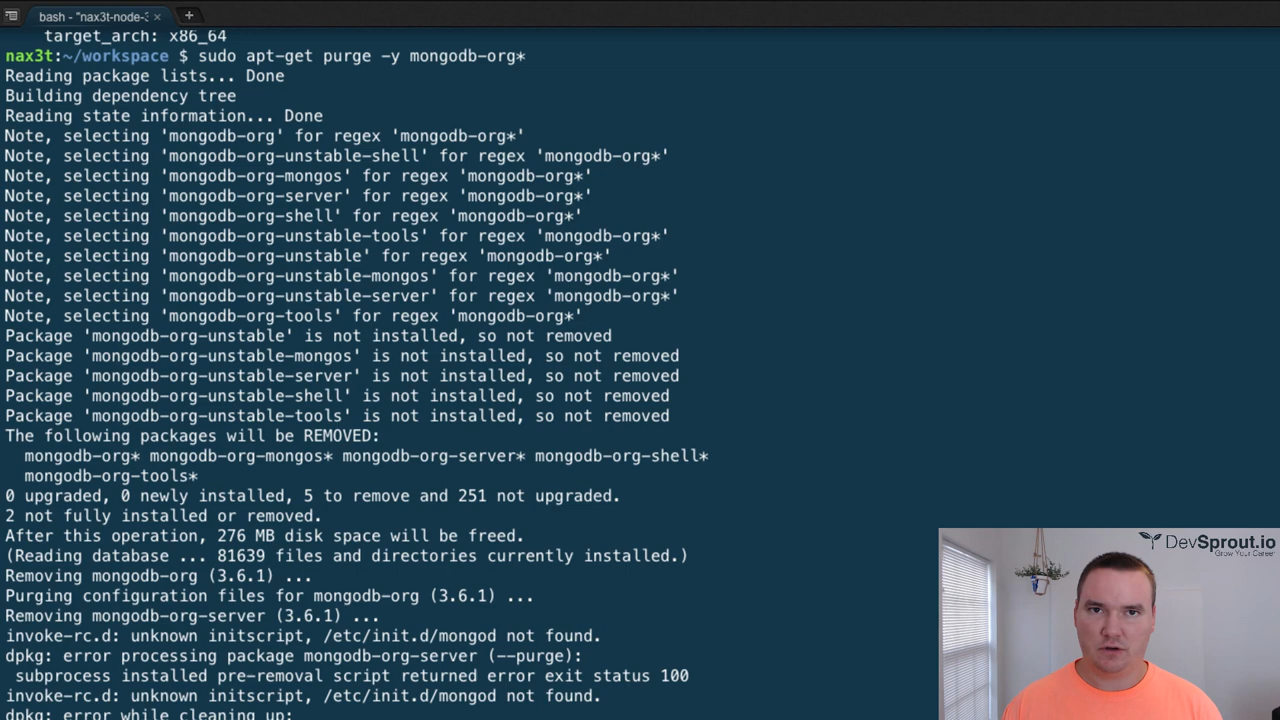 bash - "nax3t-node-3
target_arch: x86_64
nax3t:~/workspace $ sudo apt-get purge -y mongodb-org*
Reading package lists... Done
Building dependency tree
Reading state information... Done
Note, selecting 'mongodb-org' for regex 'mongodb-org*'
Note, selecting 'mongodb-org-unstable-shell' for regex 'mongodb-org*'
Note, selecting 'mongodb-org-mongos' for regex 'mongodb-org*'
Note, selecting 'mongodb-org-server' for regex 'mongodb-org*'
Note, selecting 'mongodb-org-shell' for regex 'mongodb-org*'
Note, selecting 'mongodb-org-unstable-tools' for regex 'mongodb-org*'
Note, selecting 'mongodb-org-unstable' for regex 'mongodb-org*'
Note, selecting 'mongodb-org-unstable-mongos' for regex 'mongodb-org*'
Note, selecting 'mongodb-org-unstable-server' for regex 'mongodb-org*'
Note, selecting 'mongodb-org-tools' for regex 'mongodb-org*'
Package 'mongodb-org-unstable' is not installed, so not removed
Package 'mongodb-org-unstable-mongos' is not installed, so not removed
Package 'mongodb-org-unstable-server' is not installed, so not removed
Package 'mongodb-org-unstable-shell' is not installed, so not removed
Package 'mongodb-org-unstable-tools' is not installed, so not removed
The following packages will be REMOVED:
mongodb-org* mongodb-org-mongos* mongodb-org-server* mongodb-org-shell*
mongodb-org-tools*
0 upgraded, 0 newly installed, 5 to remove and 251 not upgraded.
2 not fully installed or removed.
After this operation, 276 MB disk space will be freed.
(Reading database ... 81639 files and directories currently installed.)
Removing mongodb-org (3.6.1) ...
Purging configuration files for mongodb-org (3.6.1) ...
Removing mongodb-org-server (3.6.1) ...
invoke-rc.d: unknown initscript, /etc/init.d/mongod not found.
dpkg: error processing package mongodb-org-server (--purge):
subprocess installed pre-removal script returned error exit status 100
invoke-rc.d: unknown initscript, /etc/init.d/mongod not found.
dpkg: error while cleaning up:
DevSprout.io
Grow Your Career